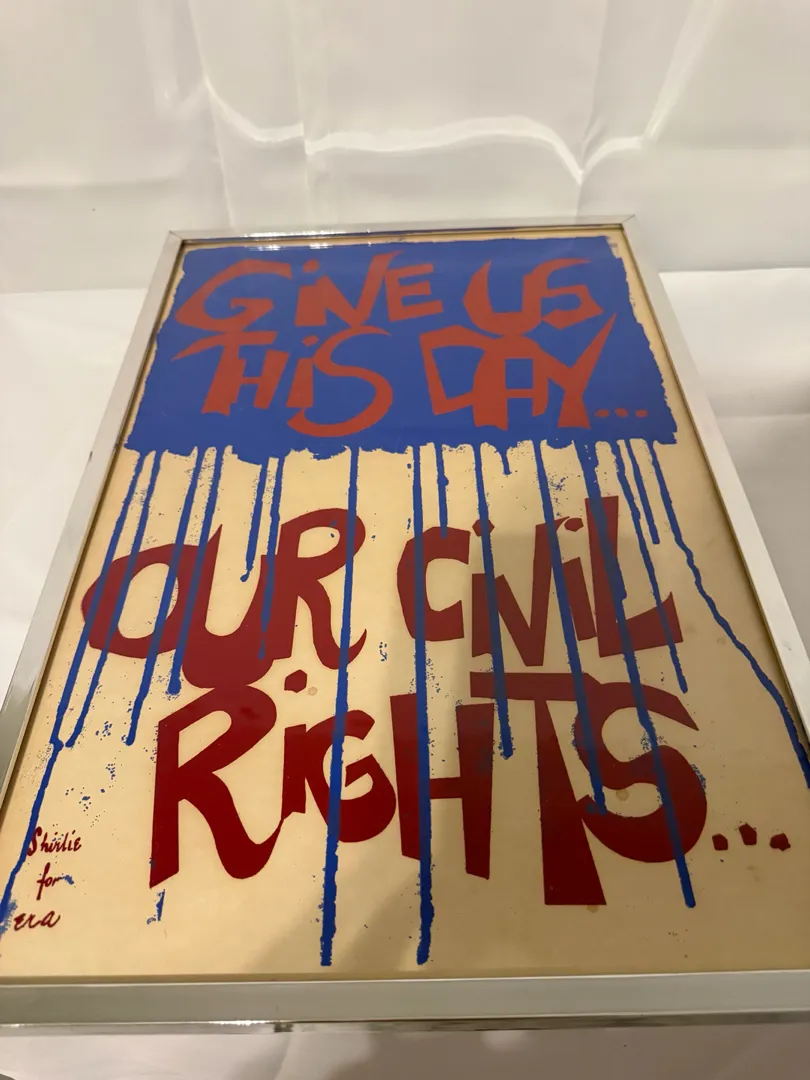 GiVE US
THiS DAY...
OUR CiViL
RiGHTS...
Shirlie
for
era